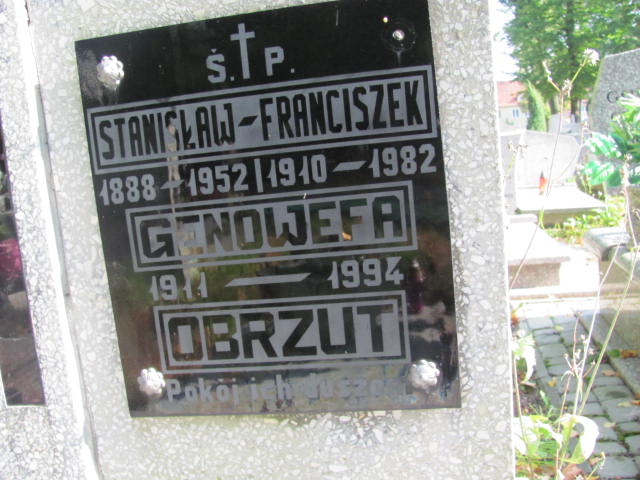 Ś.†P.
STANISŁAW-FRANCISZEK
1888-1952|1910-1982
GENOWEFA
1911-1994
OBRZUT
Pokój ich duszom